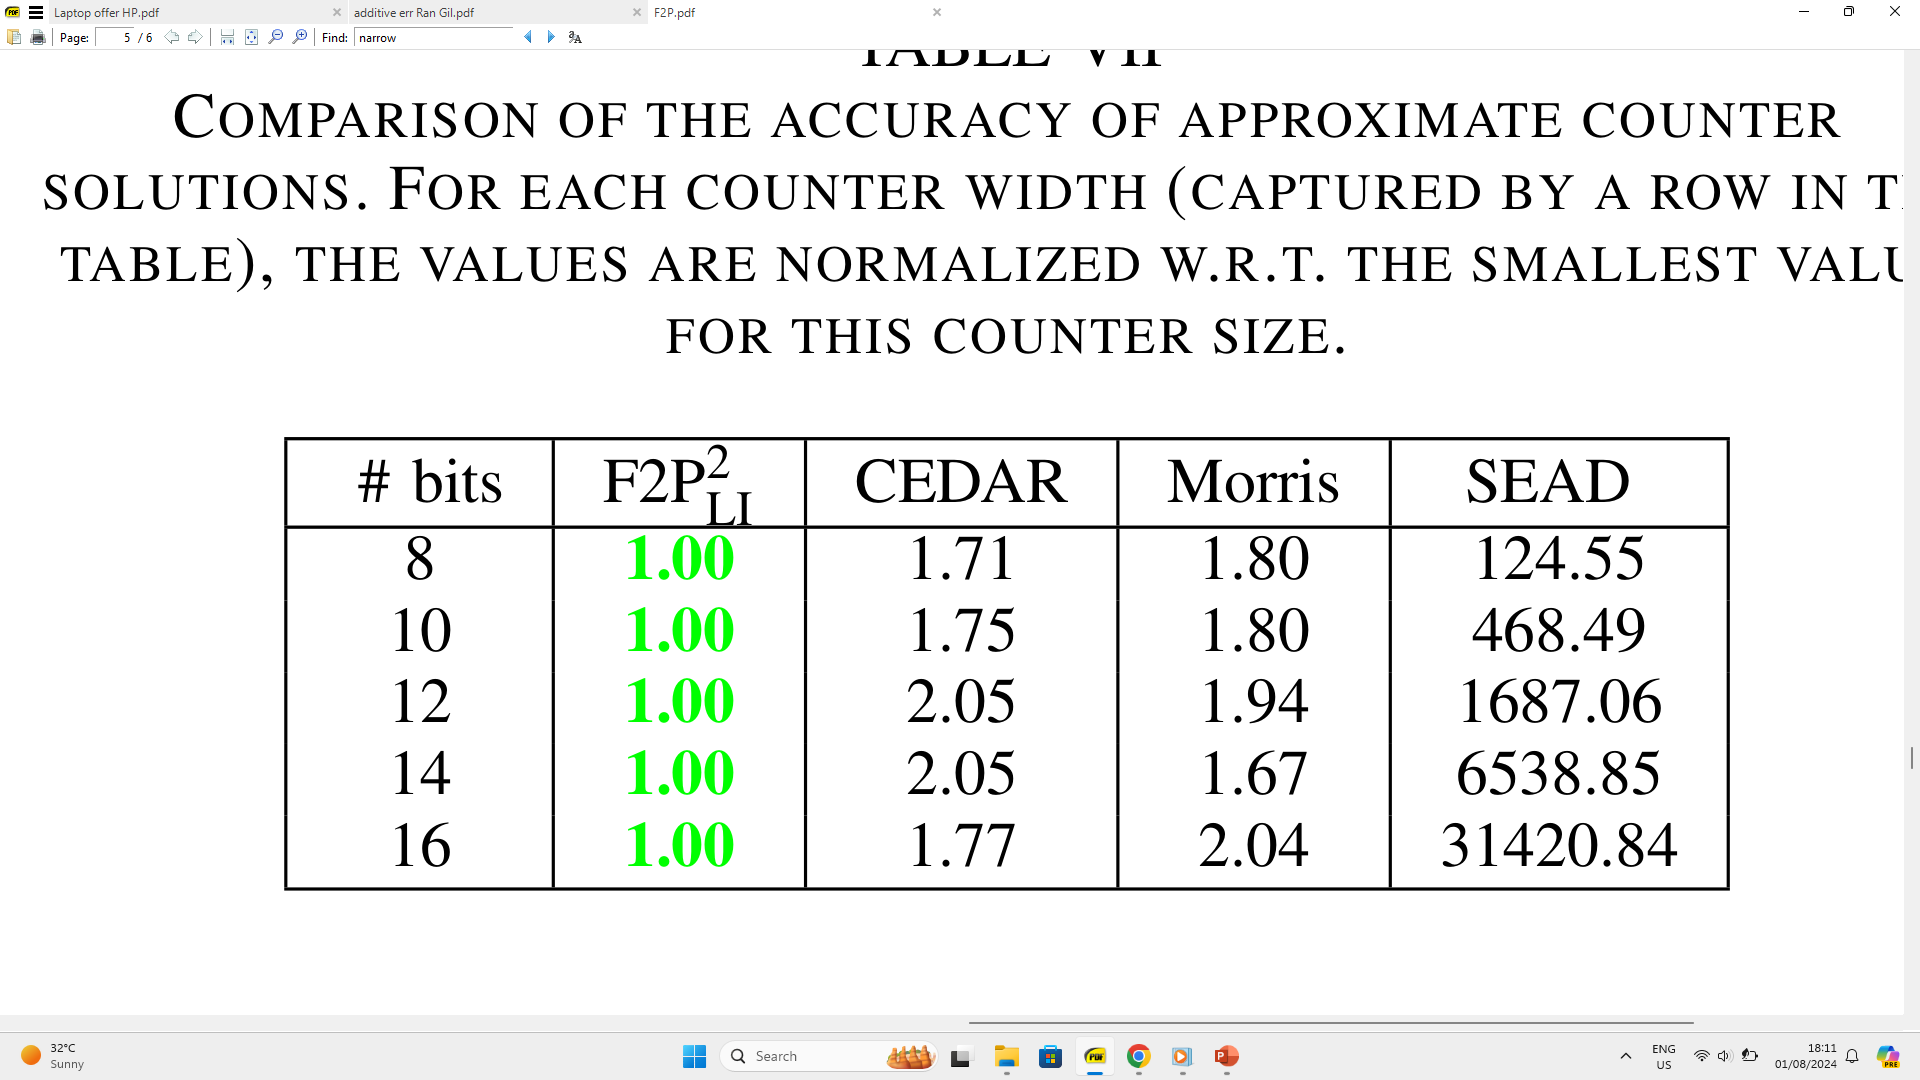 Laptop offer HP.pdf additive err Ran Gil.pdf F2P.pdf
Page: 5 / 6 Find: narrow
TABLE VII
COMPARISON OF THE ACCURACY OF APPROXIMATE COUNTER
SOLUTIONS. FOR EACH COUNTER WIDTH (CAPTURED BY A ROW IN T
TABLE), THE VALUES ARE NORMALIZED W.R.T. THE SMALLEST VALU
FOR THIS COUNTER SIZE.
# bits F2P²LI CEDAR Morris SEAD
8 1.00 1.71 1.80 124.55
10 1.00 1.75 1.80 468.49
12 1.00 2.05 1.94 1687.06
14 1.00 2.05 1.67 6538.85
16 1.00 1.77 2.04 31420.84
32°C
Sunny
Search
ENG
US
18:11
01/08/2024